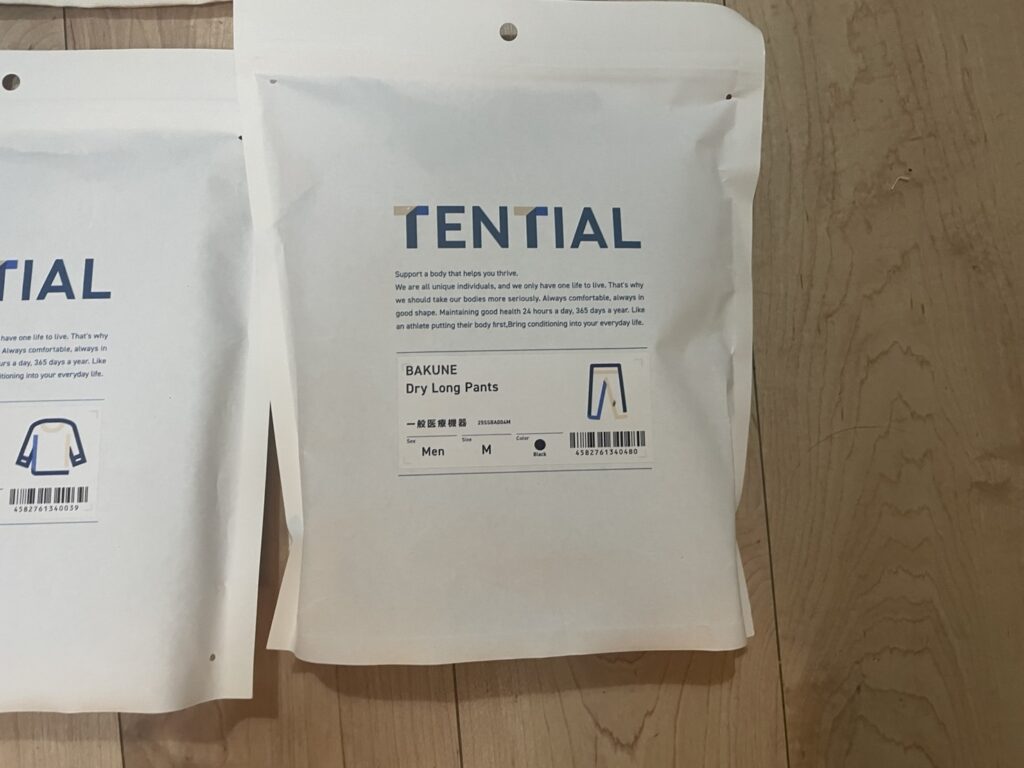 TIAL
have one life to live. That's why
Always comfortable, always in
urs a day, 365 days a year. Like
tioning into your everyday life.
4582761340039
TENTIAL
Support a body that helps you thrive.
We are all unique individuals, and we only have one life to live. That's why
we should take our bodies more seriously. Always comfortable, always in
good shape. Maintaining good health 24 hours a day, 365 days a year. Like
an athlete putting their body first,Bring conditioning into your everyday life.
BAKUNE
Dry Long Pants
一般医療機器 25SSBA004M
Sex Size Color
Men M Black
4582761340480